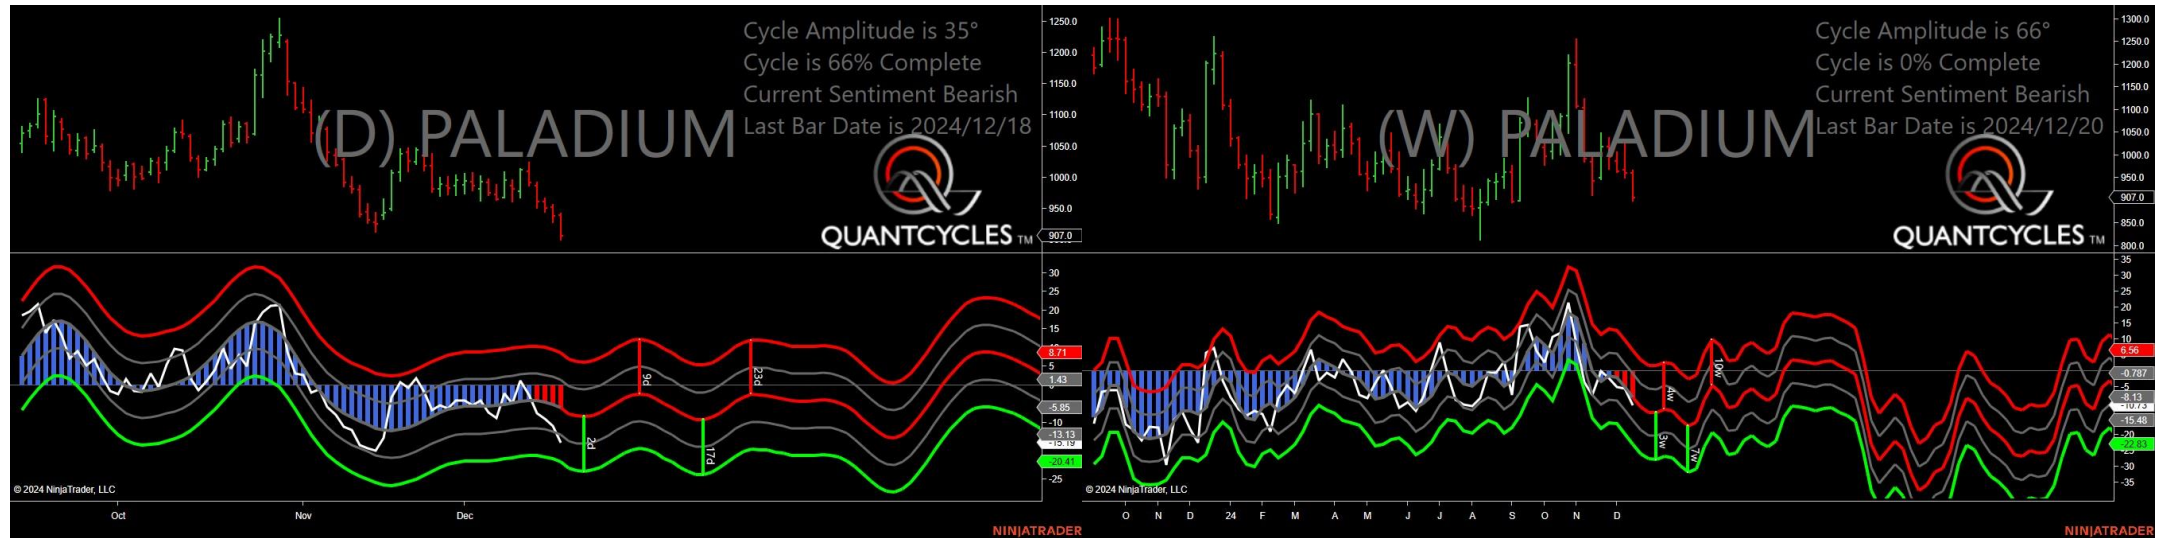 Cycle Amplitude is 35°
Cycle is 66% Complete
Current Sentiment Bearish
Last Bar Date is 2024/12/18
(D) PALADIUM
QUANTCYCLES TM
1250.0
1200.0
1150.0
1100.0
1050.0
1000.0
950.0
907.0
30
25
20
15
8.71
5
1.43
-5.85
-10
-13.13
-15.19
-20.41
-25
2d
9d
17d
23d
© 2024 NinjaTrader, LLC
Oct
Nov
Dec
NINJATRADER
Cycle Amplitude is 66°
Cycle is 0% Complete
Current Sentiment Bearish
Last Bar Date is 2024/12/20
(W) PALADIUM
QUANTCYCLES TM
1300.0
1250.0
1200.0
1150.0
1100.0
1050.0
1000.0
950.0
907.0
850.0
800.0
35
30
25
20
15
10
6.56
-0.787
-5
-8.13
-10.73
-15.48
-20
-22.83
-30
-35
3w
4w
7w
10w
© 2024 NinjaTrader, LLC
O N D 24 F M A M J J A S O N D
NINJATRADER